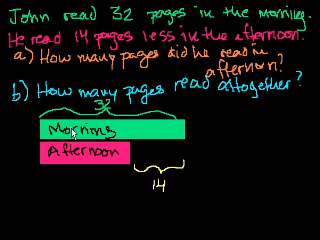 John read 32 pages in the morning.
He read 14 pages less in the afternoon.
a) How many pages did he read in
afternoon?
b) How many pages read altogether?
32
Morning
Afternoon
14